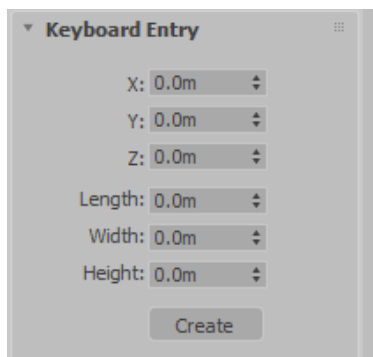 Keyboard Entry
X: 0.0m
Y: 0.0m
Z: 0.0m
Length: 0.0m
Width: 0.0m
Height: 0.0m
Create